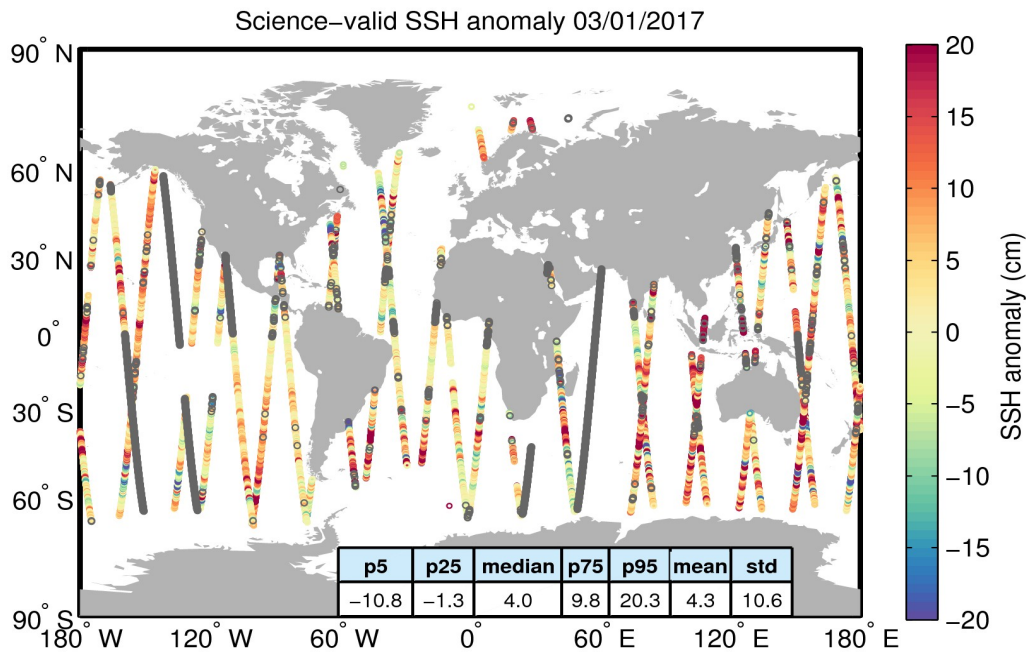 Science−valid SSH anomaly 03/01/2017
90° N
60° N
30° N
0°
30° S
60° S
90° S
180° W
120° W
60° W
0°
60° E
120° E
180° E
p5 p25 median p75 p95 mean std
−10.8 −1.3 4.0 9.8 20.3 4.3 10.6
20
15
10
5
0
−5
−10
−15
−20
SSH anomaly (cm)